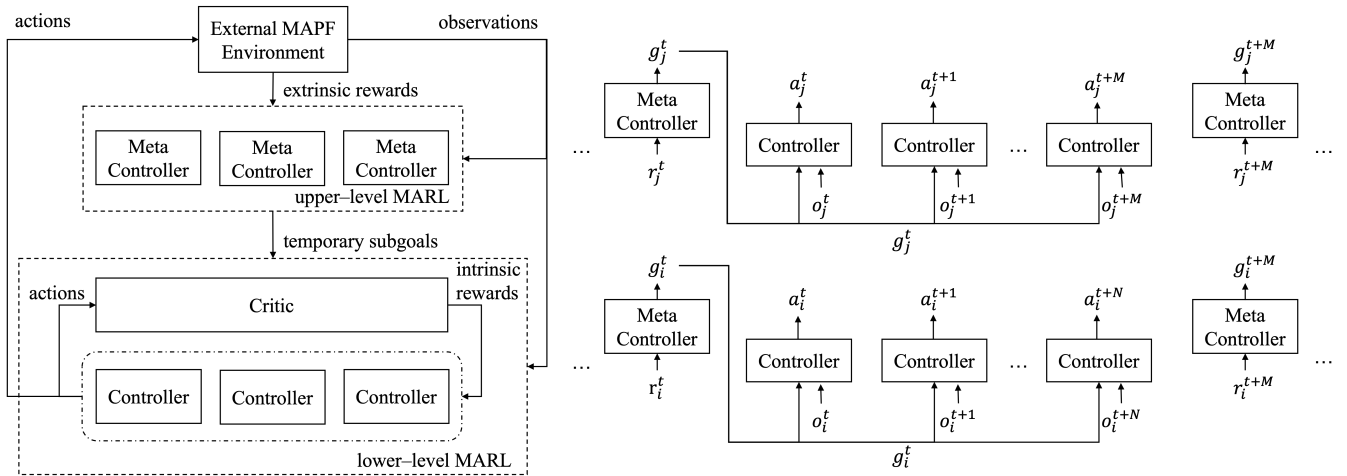 actions
External MAPF
Environment
observations
extrinsic rewards
Meta
Controller
Meta
Controller
Meta
Controller
upper–level MARL
temporary subgoals
intrinsic
rewards
actions
Critic
Controller
Controller
Controller
lower–level MARL
g_j^t
Meta
Controller
r_j^t
...
a_j^t
a_j^{t+1}
a_j^{t+M}
Controller
Controller
...
Controller
o_j^t
o_j^{t+1}
o_j^{t+M}
g_j^t
g_j^{t+M}
Meta
Controller
r_j^{t+M}
...
g_i^t
Meta
Controller
r_i^t
...
a_i^t
a_i^{t+1}
a_i^{t+N}
Controller
Controller
...
Controller
o_i^t
o_i^{t+1}
o_i^{t+N}
g_i^t
g_i^{t+M}
Meta
Controller
r_i^{t+M}
...